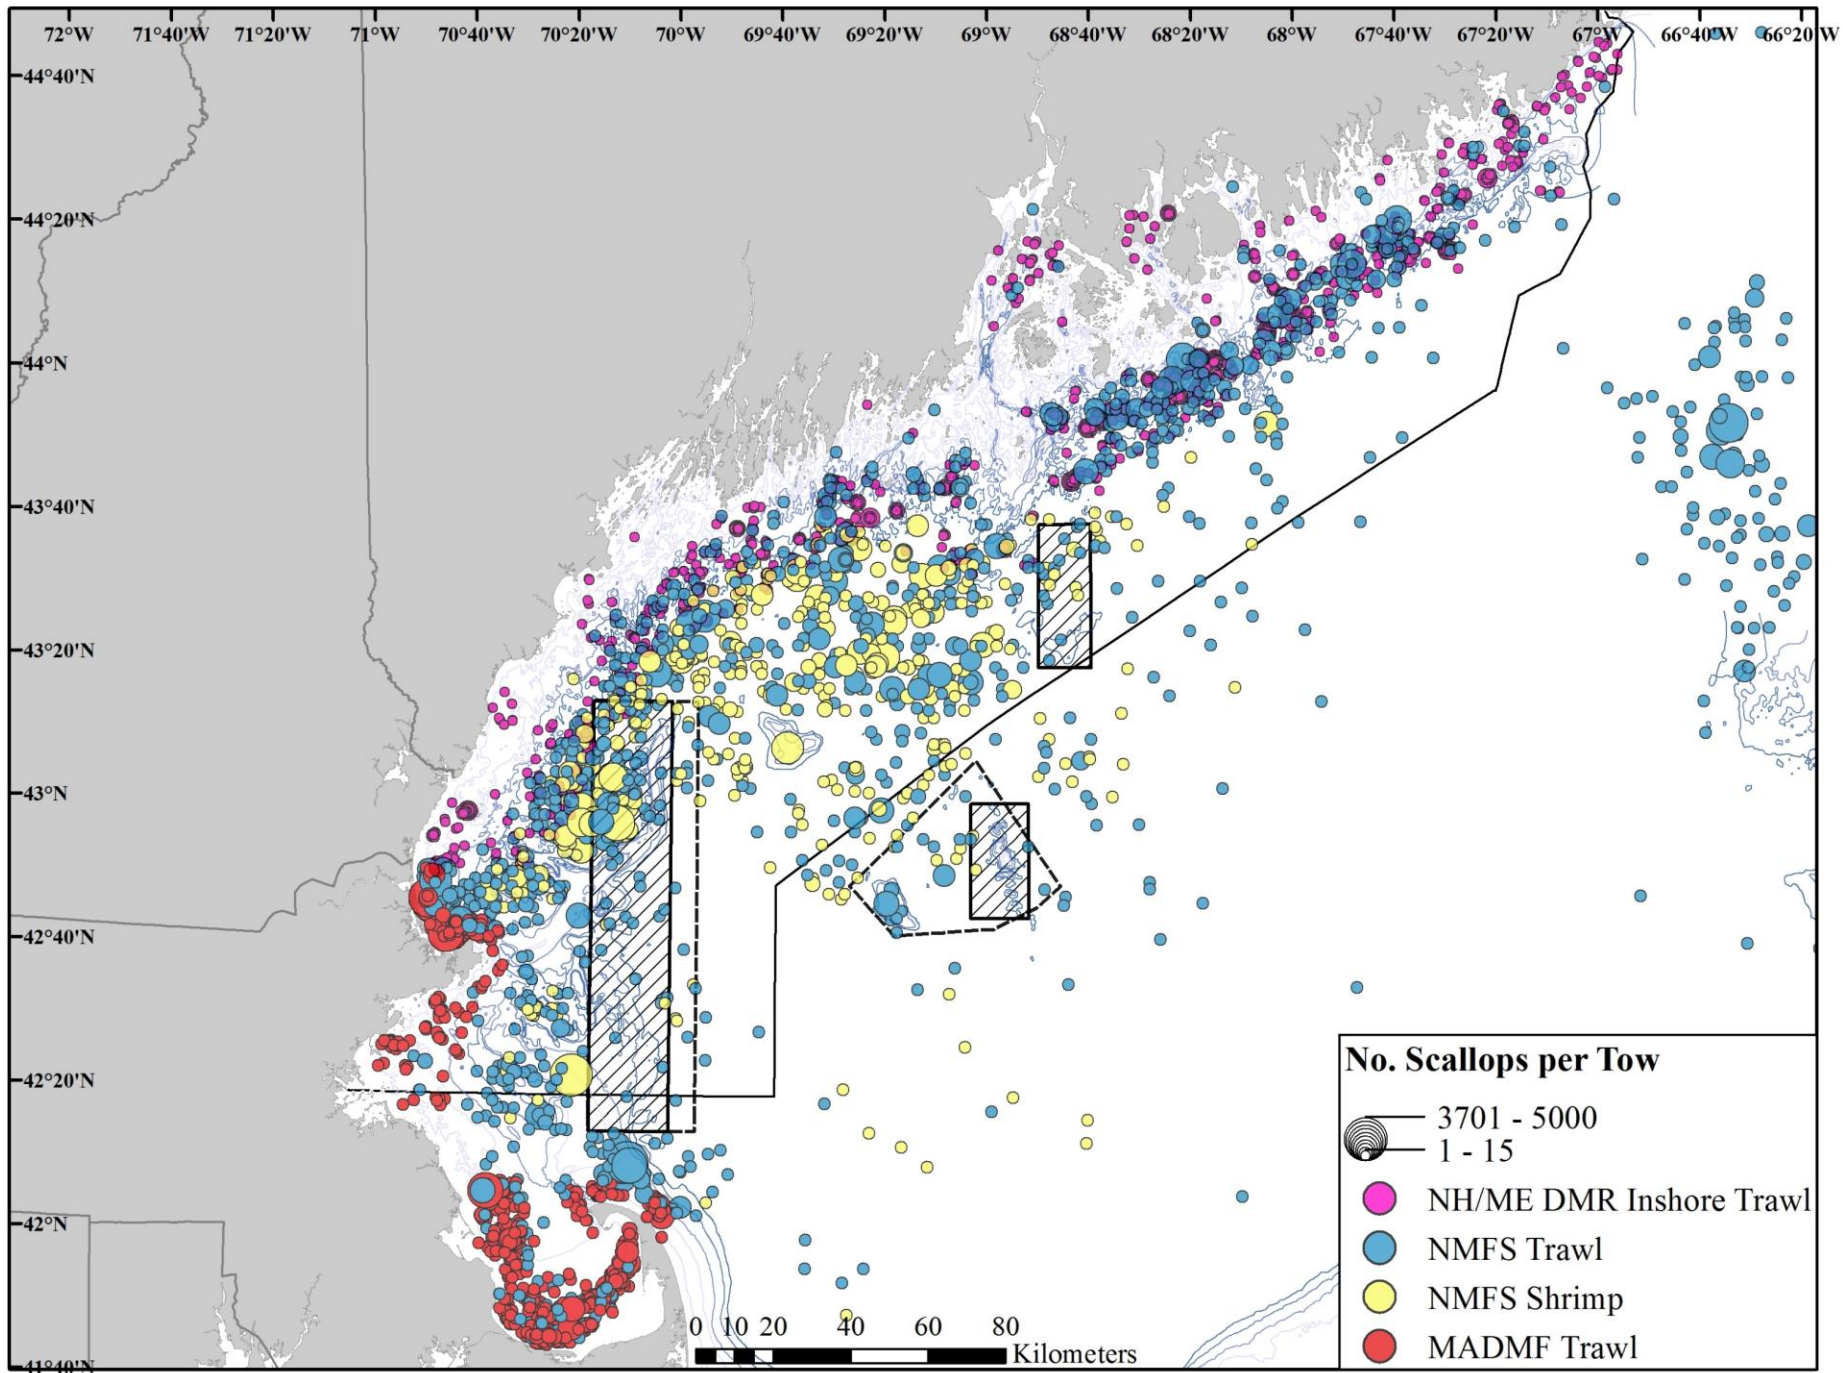 72°W 71°40'W 71°20'W 71°W 70°40'W 70°20'W 70°W 69°40'W 69°20'W 69°W 68°40'W 68°20'W 68°W 67°40'W 67°20'W 67°W 66°40'W 66°20'W
44°40'N
44°20'N
44°N
43°40'N
43°20'N
43°N
42°40'N
42°20'N
42°N
41°40'N
0 10 20 40 60 80
Kilometers
No. Scallops per Tow
3701 - 5000
1 - 15
NH/ME DMR Inshore Trawl
NMFS Trawl
NMFS Shrimp
MADMF Trawl